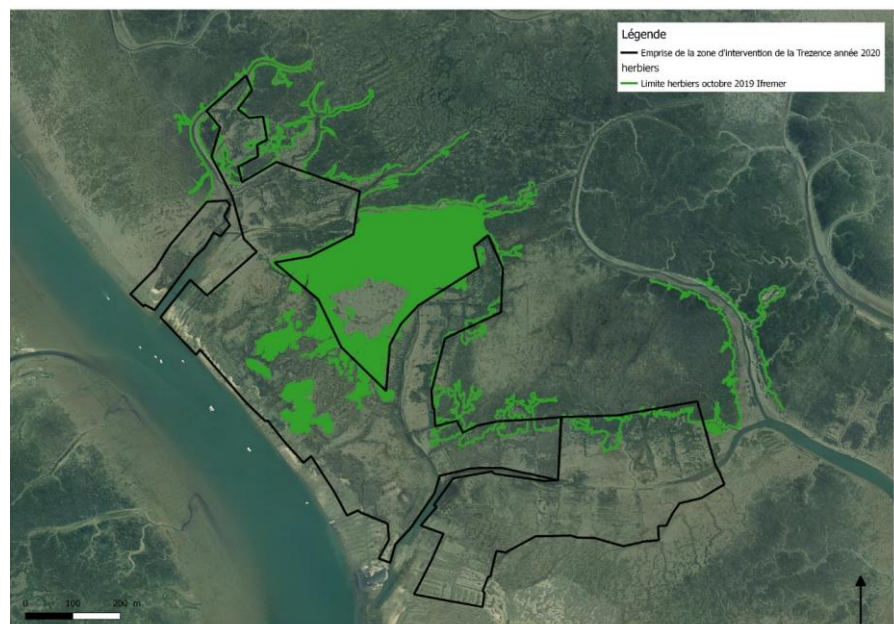 Légende
Emprise de la zone d'intervention de la Trezence année 2020
herbiers
Limite herbiers octobre 2019 Ifremer
0 100 200 m